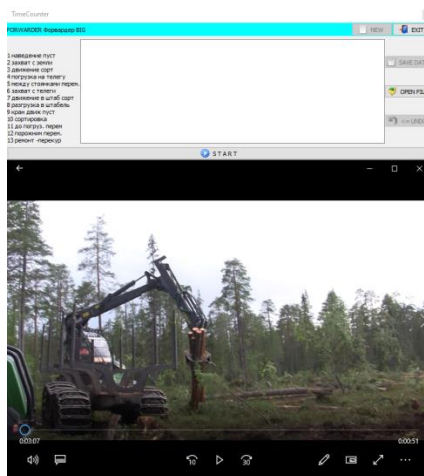 TimeCounter
FORWARDER Форвардер BIG
NEW
EXIT
1 наведение пуст
2 захват с земли
3 движение сорт
4 погрузка на телегу
5 между стоянками перем.
6 захват с телеги
7 движение в штаб сорт
8 разгрузка в штабель
9 кран движ пуст
10 сортировка
11 до погруз. перем
12 порожним перем.
13 ремонт -перекур
SAVE DAT
OPEN FIL
<= UNDO
START
0:03:07
0:00:51
10
30